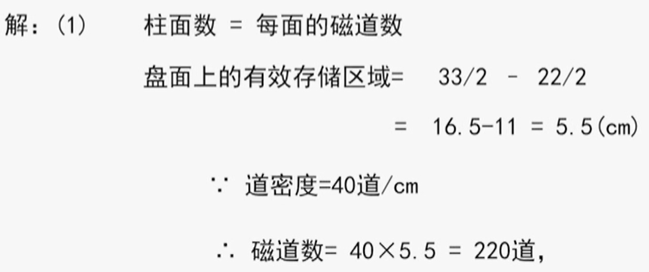 解：(1) 柱面数 = 每面的磁道数
盘面上的有效存储区域= 33/2 - 22/2
= 16.5-11 = 5.5(cm)
∵ 道密度=40道/cm
∴ 磁道数= 40×5.5 = 220道，